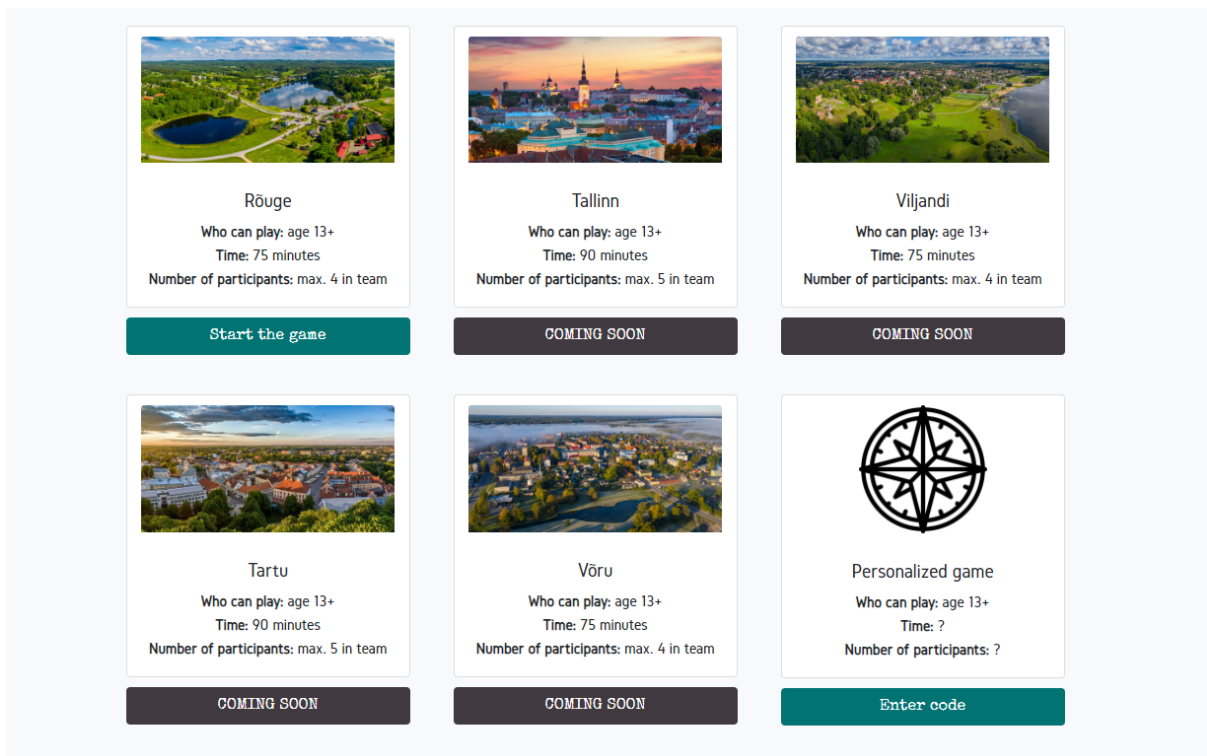 Rõuge
Who can play: age 13+
Time: 75 minutes
Number of participants: max. 4 in team
Start the game
Tallinn
Who can play: age 13+
Time: 90 minutes
Number of participants: max. 5 in team
COMING SOON
Viljandi
Who can play: age 13+
Time: 75 minutes
Number of participants: max. 4 in team
COMING SOON
Tartu
Who can play: age 13+
Time: 90 minutes
Number of participants: max. 5 in team
COMING SOON
Võru
Who can play: age 13+
Time: 75 minutes
Number of participants: max. 4 in team
COMING SOON
Personalized game
Who can play: age 13+
Time: ?
Number of participants: ?
Enter code